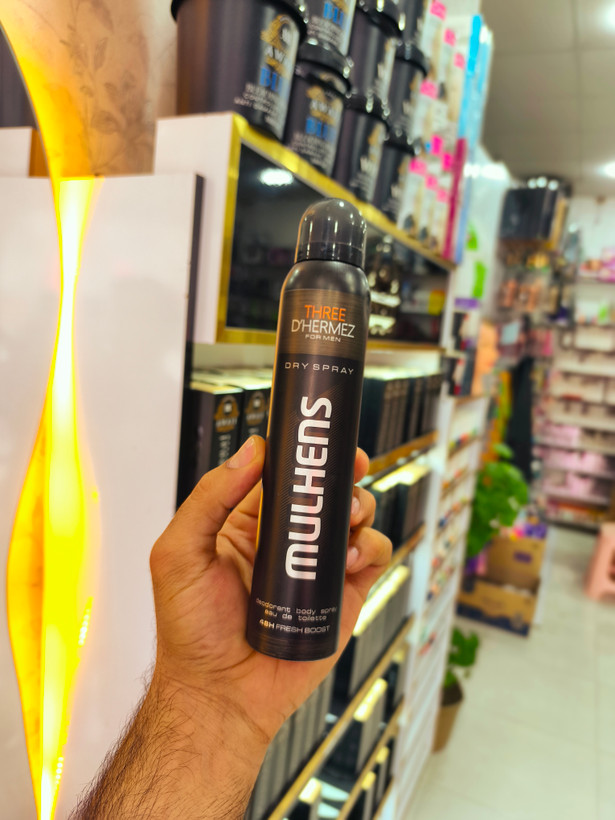 THREE
D'HERMEZ
FOR MEN
DRY SPRAY
MULHENS
deodorant body spray
eau de toilette
48H FRESH BOOST